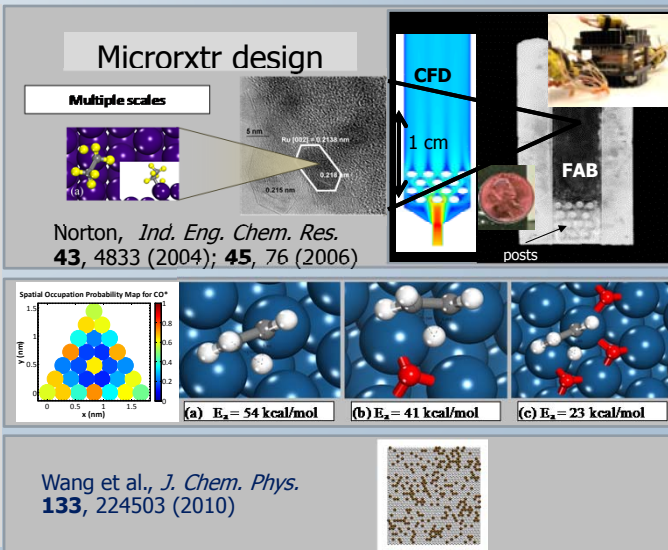 Microrxtr design
Multiple scales
(a)
5 nm
Ru [002] = 0.2138 nm
0.218 nm
0.215 nm
CFD
1 cm
FAB
posts
Norton, Ind. Eng. Chem. Res.
43, 4833 (2004); 45, 76 (2006)
Spatial Occupation Probability Map for CO*
y (nm)
1.5
1
0.5
0
0 0.5 1 1.5
x (nm)
1
0.8
0.6
0.4
0.2
0
(a) Ea = 54 kcal/mol
(b) Ea = 41 kcal/mol
(c) Ea = 23 kcal/mol
Wang et al., J. Chem. Phys.
133, 224503 (2010)